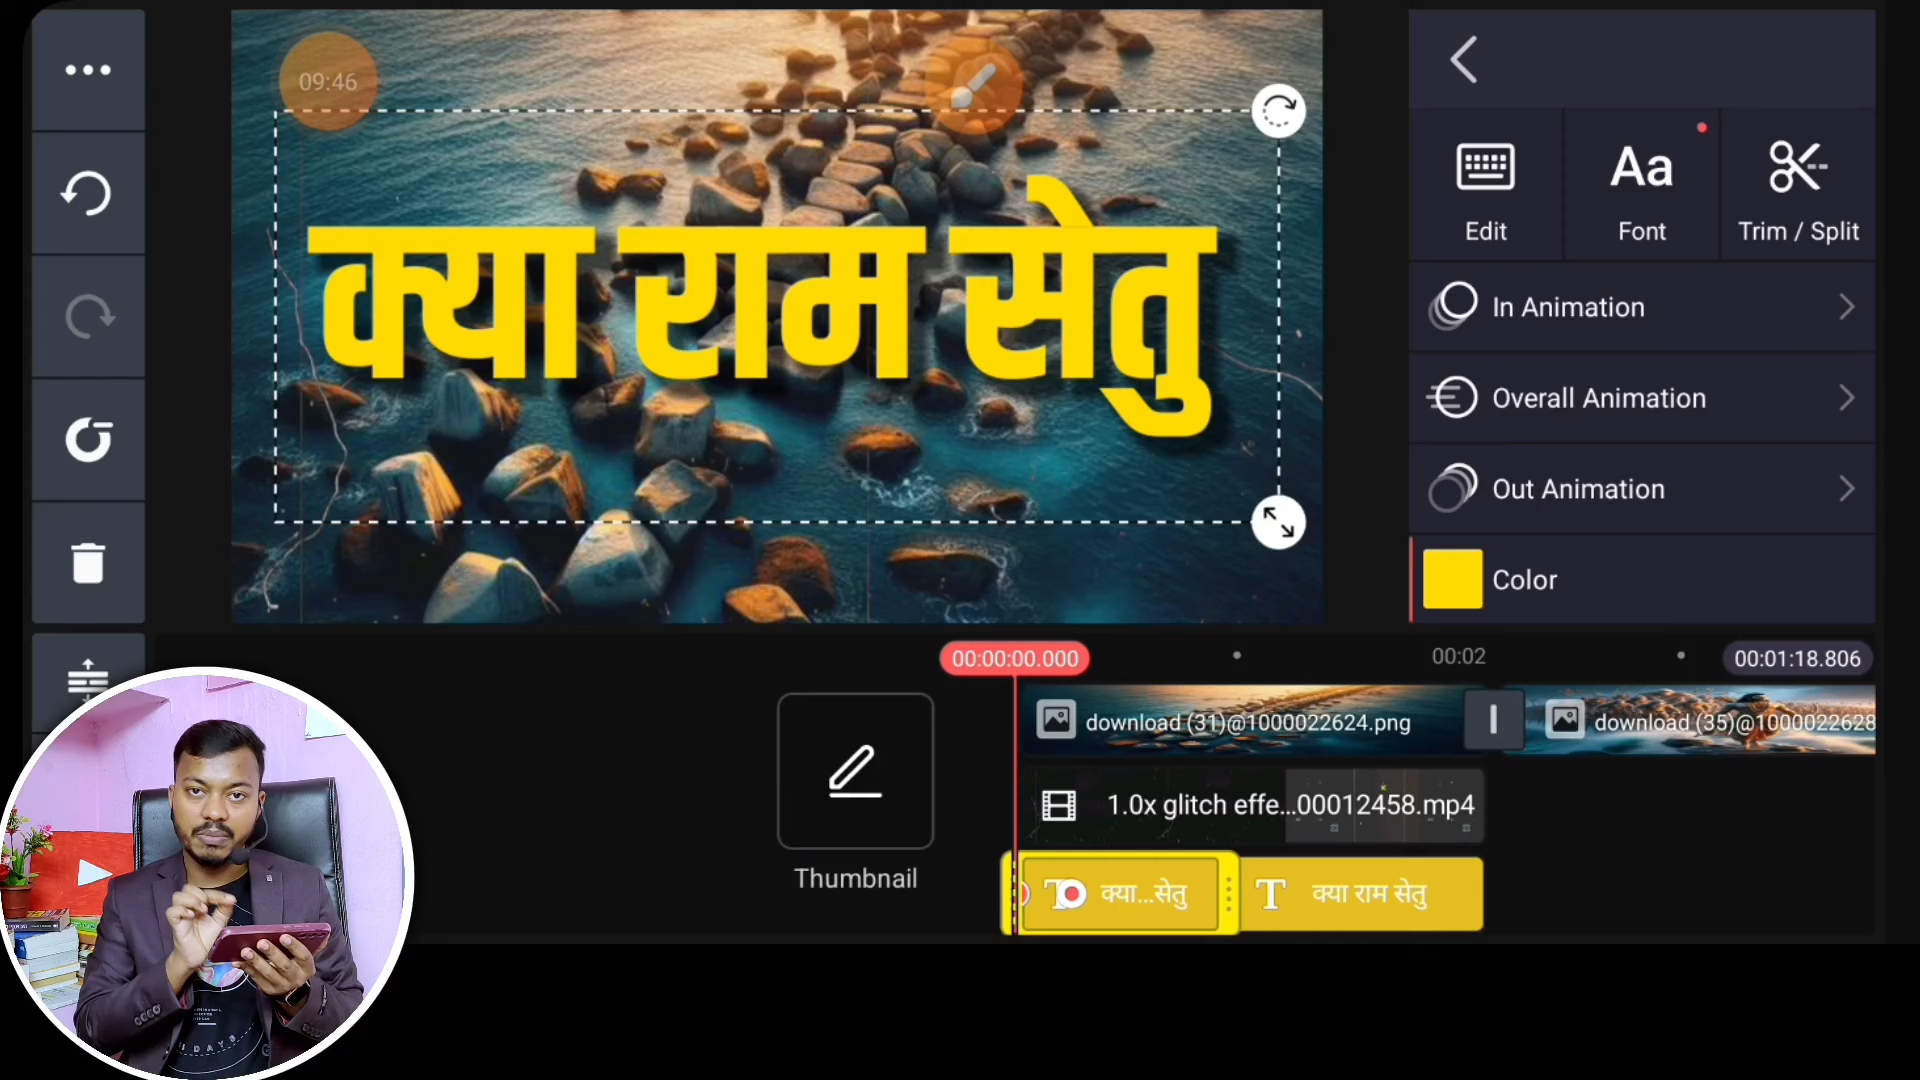 09:46
क्या राम सेतु
Edit
Font
Trim / Split
In Animation
Overall Animation
Out Animation
Color
00:00:00.000
00:02
00:01:18.806
download (31)@1000022624.png
download (35)@1000022628
1.0x glitch effe...00012458.mp4
Thumbnail
क्या...सेतु
क्या राम सेतु